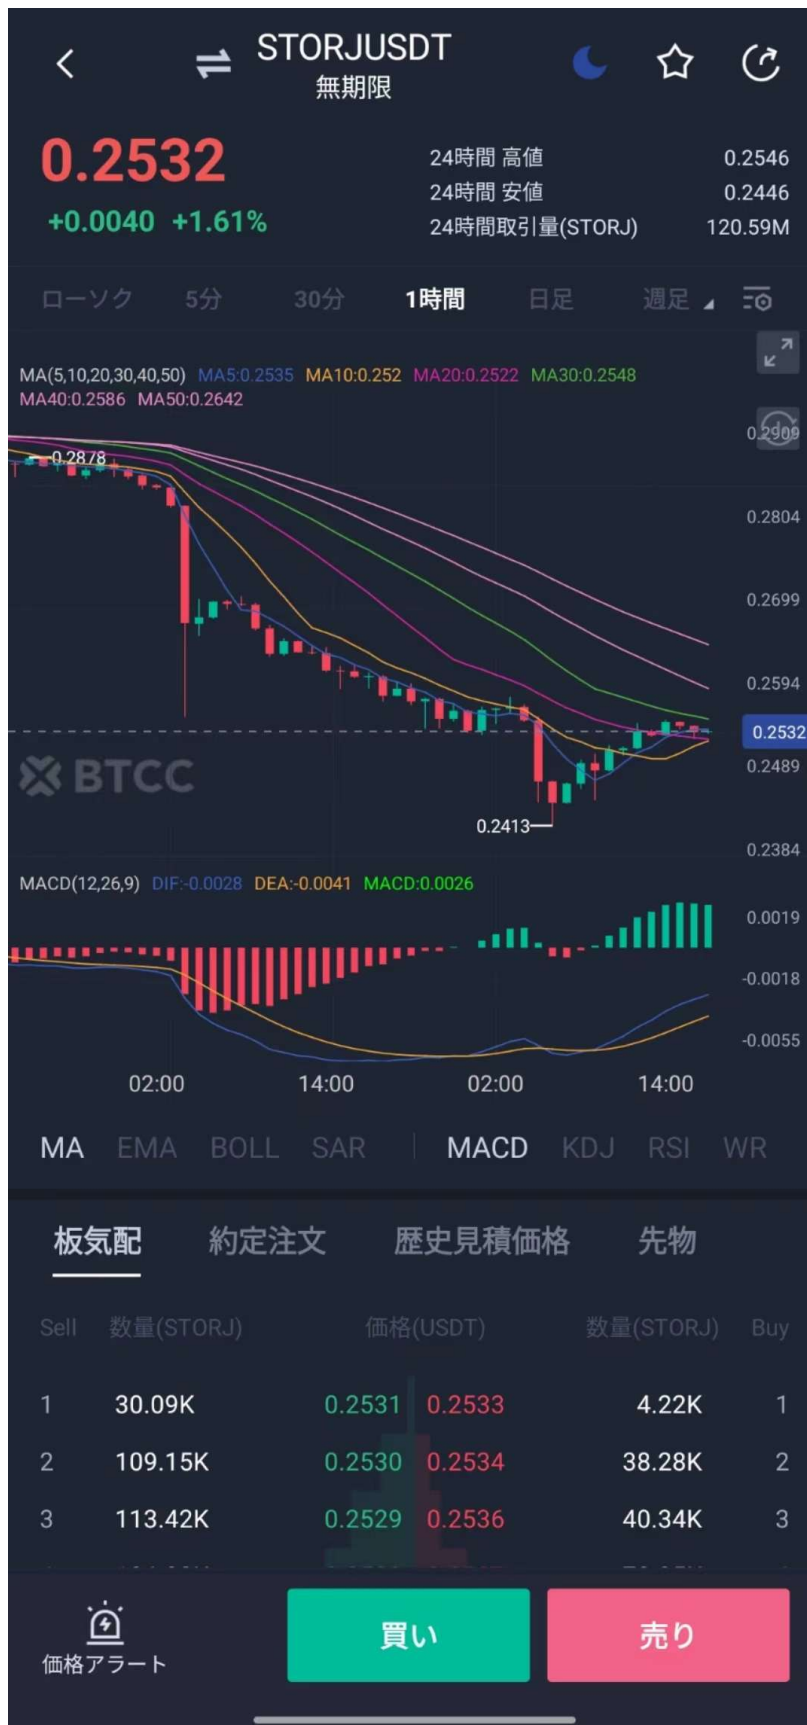 STORJUSDT
無期限
0.2532
+0.0040 +1.61%
24時間 高値 0.2546
24時間 安値 0.2446
24時間取引量(STORJ) 120.59M
ローソク 5分 30分 1時間 日足 週足
MA(5,10,20,30,40,50) MA5:0.2535 MA10:0.252 MA20:0.2522 MA30:0.2548
MA40:0.2586 MA50:0.2642
0.2909
0.2878
0.2804
0.2699
0.2594
0.2532
BTCC
0.2489
0.2413
0.2384
MACD(12,26,9) DIF:-0.0028 DEA:-0.0041 MACD:0.0026
0.0019
-0.0018
-0.0055
02:00 14:00 02:00 14:00
MA EMA BOLL SAR MACD KDJ RSI WR
板気配 約定注文 歴史見積価格 先物
Sell 数量(STORJ) 価格(USDT) 数量(STORJ) Buy
1 30.09K 0.2531 0.2533 4.22K 1
2 109.15K 0.2530 0.2534 38.28K 2
3 113.42K 0.2529 0.2536 40.34K 3
価格アラート 買い 売り